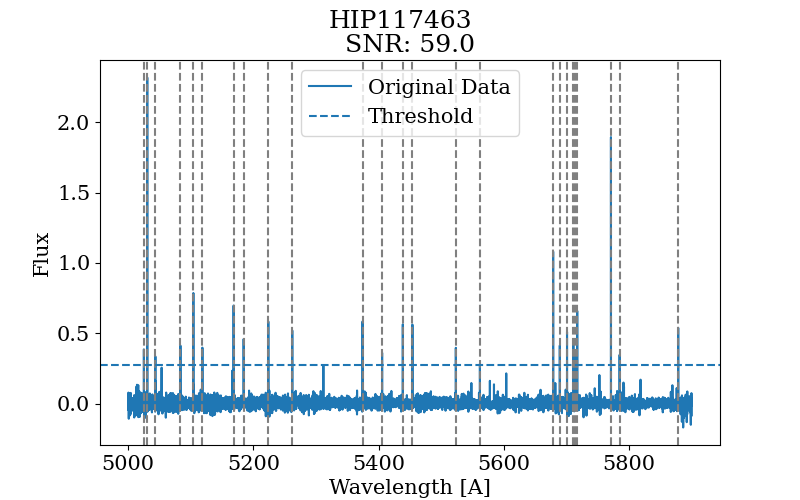 HIP117463
SNR: 59.0
Original Data
Threshold
Flux
2.0
1.5
1.0
0.5
0.0
5000 5200 5400 5600 5800
Wavelength [A]